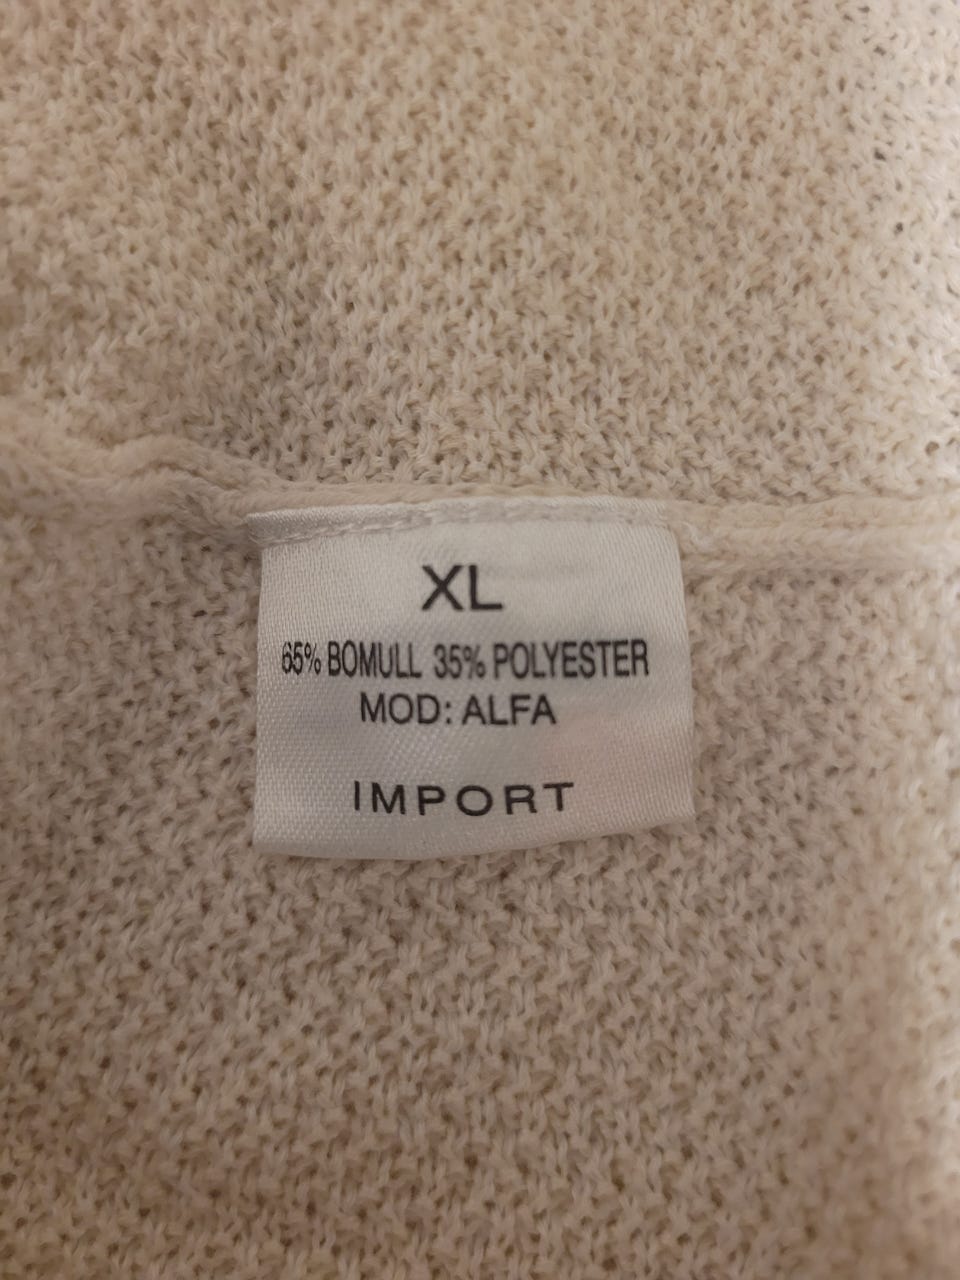 XL
65% BOMULL 35% POLYESTER
MOD: ALFA
IMPORT